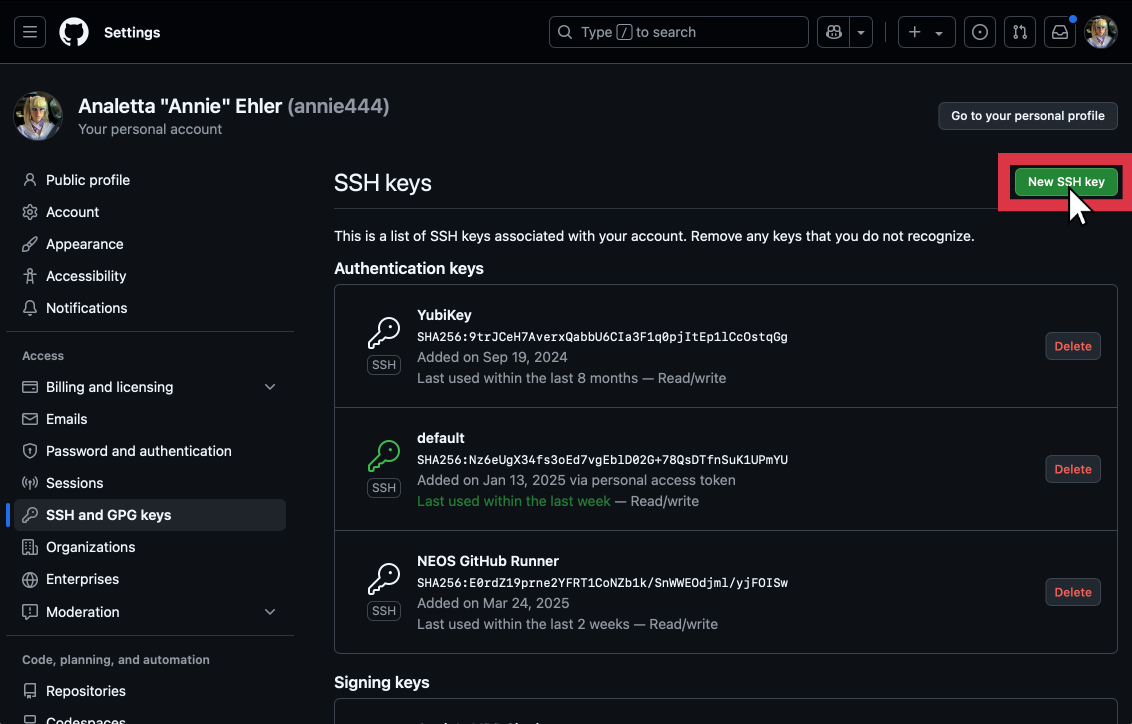 Settings
Type / to search
Analetta "Annie" Ehler (annie444)
Your personal account
Go to your personal profile
Public profile
Account
Appearance
Accessibility
Notifications
Access
Billing and licensing
Emails
Password and authentication
Sessions
SSH and GPG keys
Organizations
Enterprises
Moderation
Code, planning, and automation
Repositories
Codespaces
SSH keys
New SSH key
This is a list of SSH keys associated with your account. Remove any keys that you do not recognize.
Authentication keys
YubiKey
SHA256:9trJCeH7AverxQabbU6CIa3F1q0pjItEp1lCcOstqGg
Added on Sep 19, 2024
SSH
Last used within the last 8 months — Read/write
Delete
default
SHA256:Nz6eUgX34fs3oEd7vgEblD02G+78QsDTfnSuK1UPmYU
Added on Jan 13, 2025 via personal access token
SSH
Last used within the last week — Read/write
Delete
NEOS GitHub Runner
SHA256:E0rdZ19prne2YFRT1CoNZb1k/SnWWEOdjml/yjFOISw
Added on Mar 24, 2025
SSH
Last used within the last 2 weeks — Read/write
Delete
Signing keys